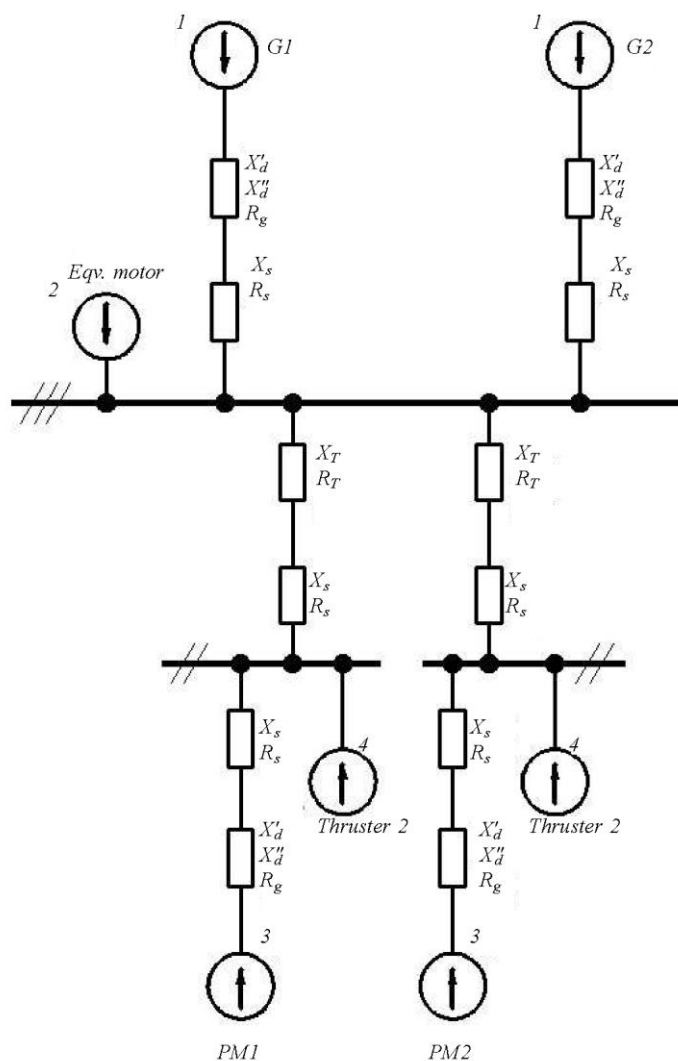 1
G1
1
G2
X'd
X"d
Rg
X'd
X"d
Rg
Eqv. motor
2
Xs
Rs
Xs
Rs
XT
RT
XT
RT
Xs
Rs
Xs
Rs
Xs
Rs
4
Xs
Rs
4
Thruster 2
Thruster 2
X'd
X"d
Rg
X'd
X"d
Rg
3
3
PM1
PM2